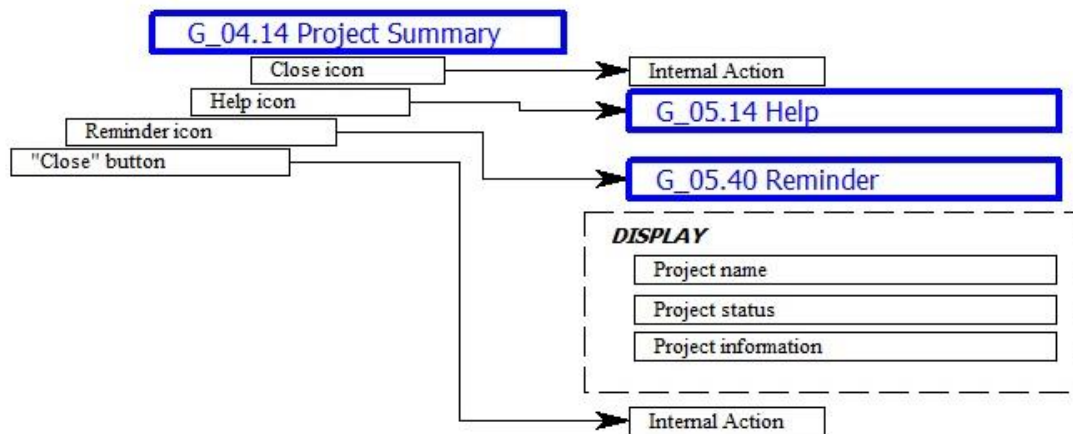 G_04.14 Project Summary
Close icon
Internal Action
Help icon
G_05.14 Help
Reminder icon
"Close" button
G_05.40 Reminder
DISPLAY
Project name
Project status
Project information
Internal Action